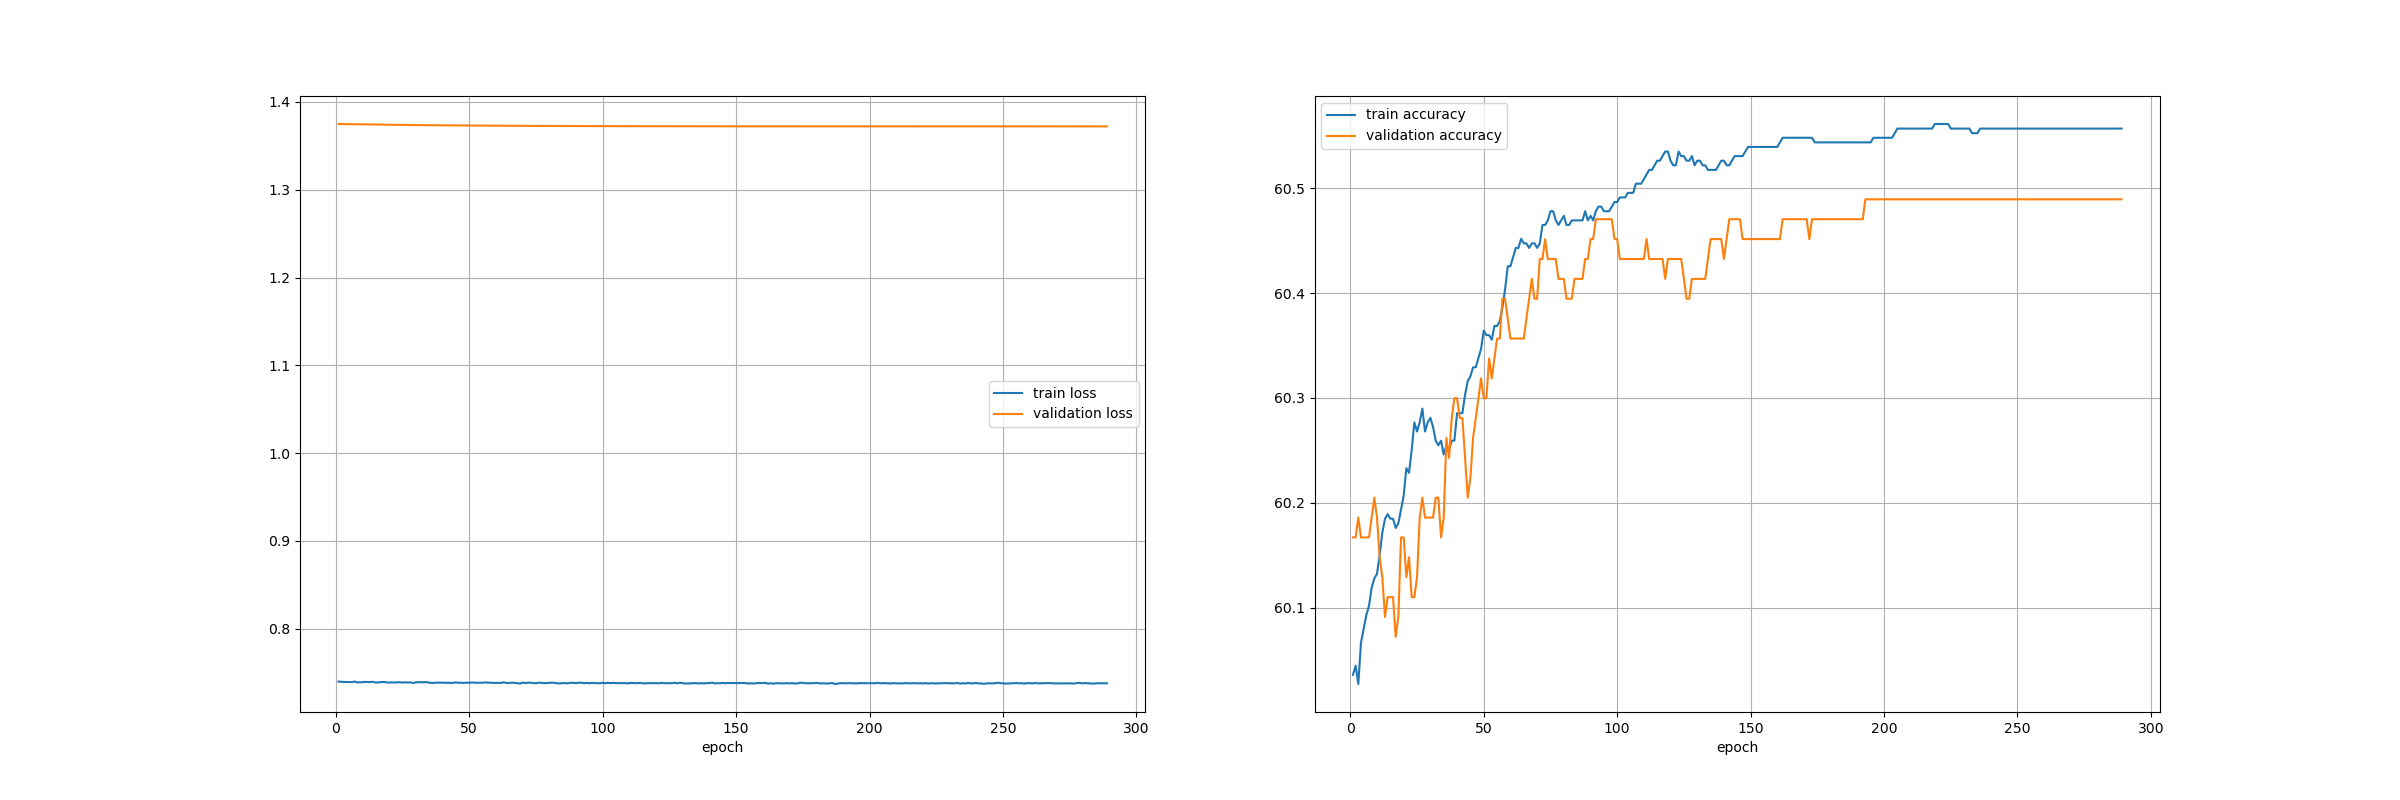 1.4
1.3
1.2
1.1
1.0
0.9
0.8
0 50 100 150 200 250 300
epoch
train loss
validation loss
train accuracy
validation accuracy
60.5
60.4
60.3
60.2
60.1
0 50 100 150 200 250 300
epoch